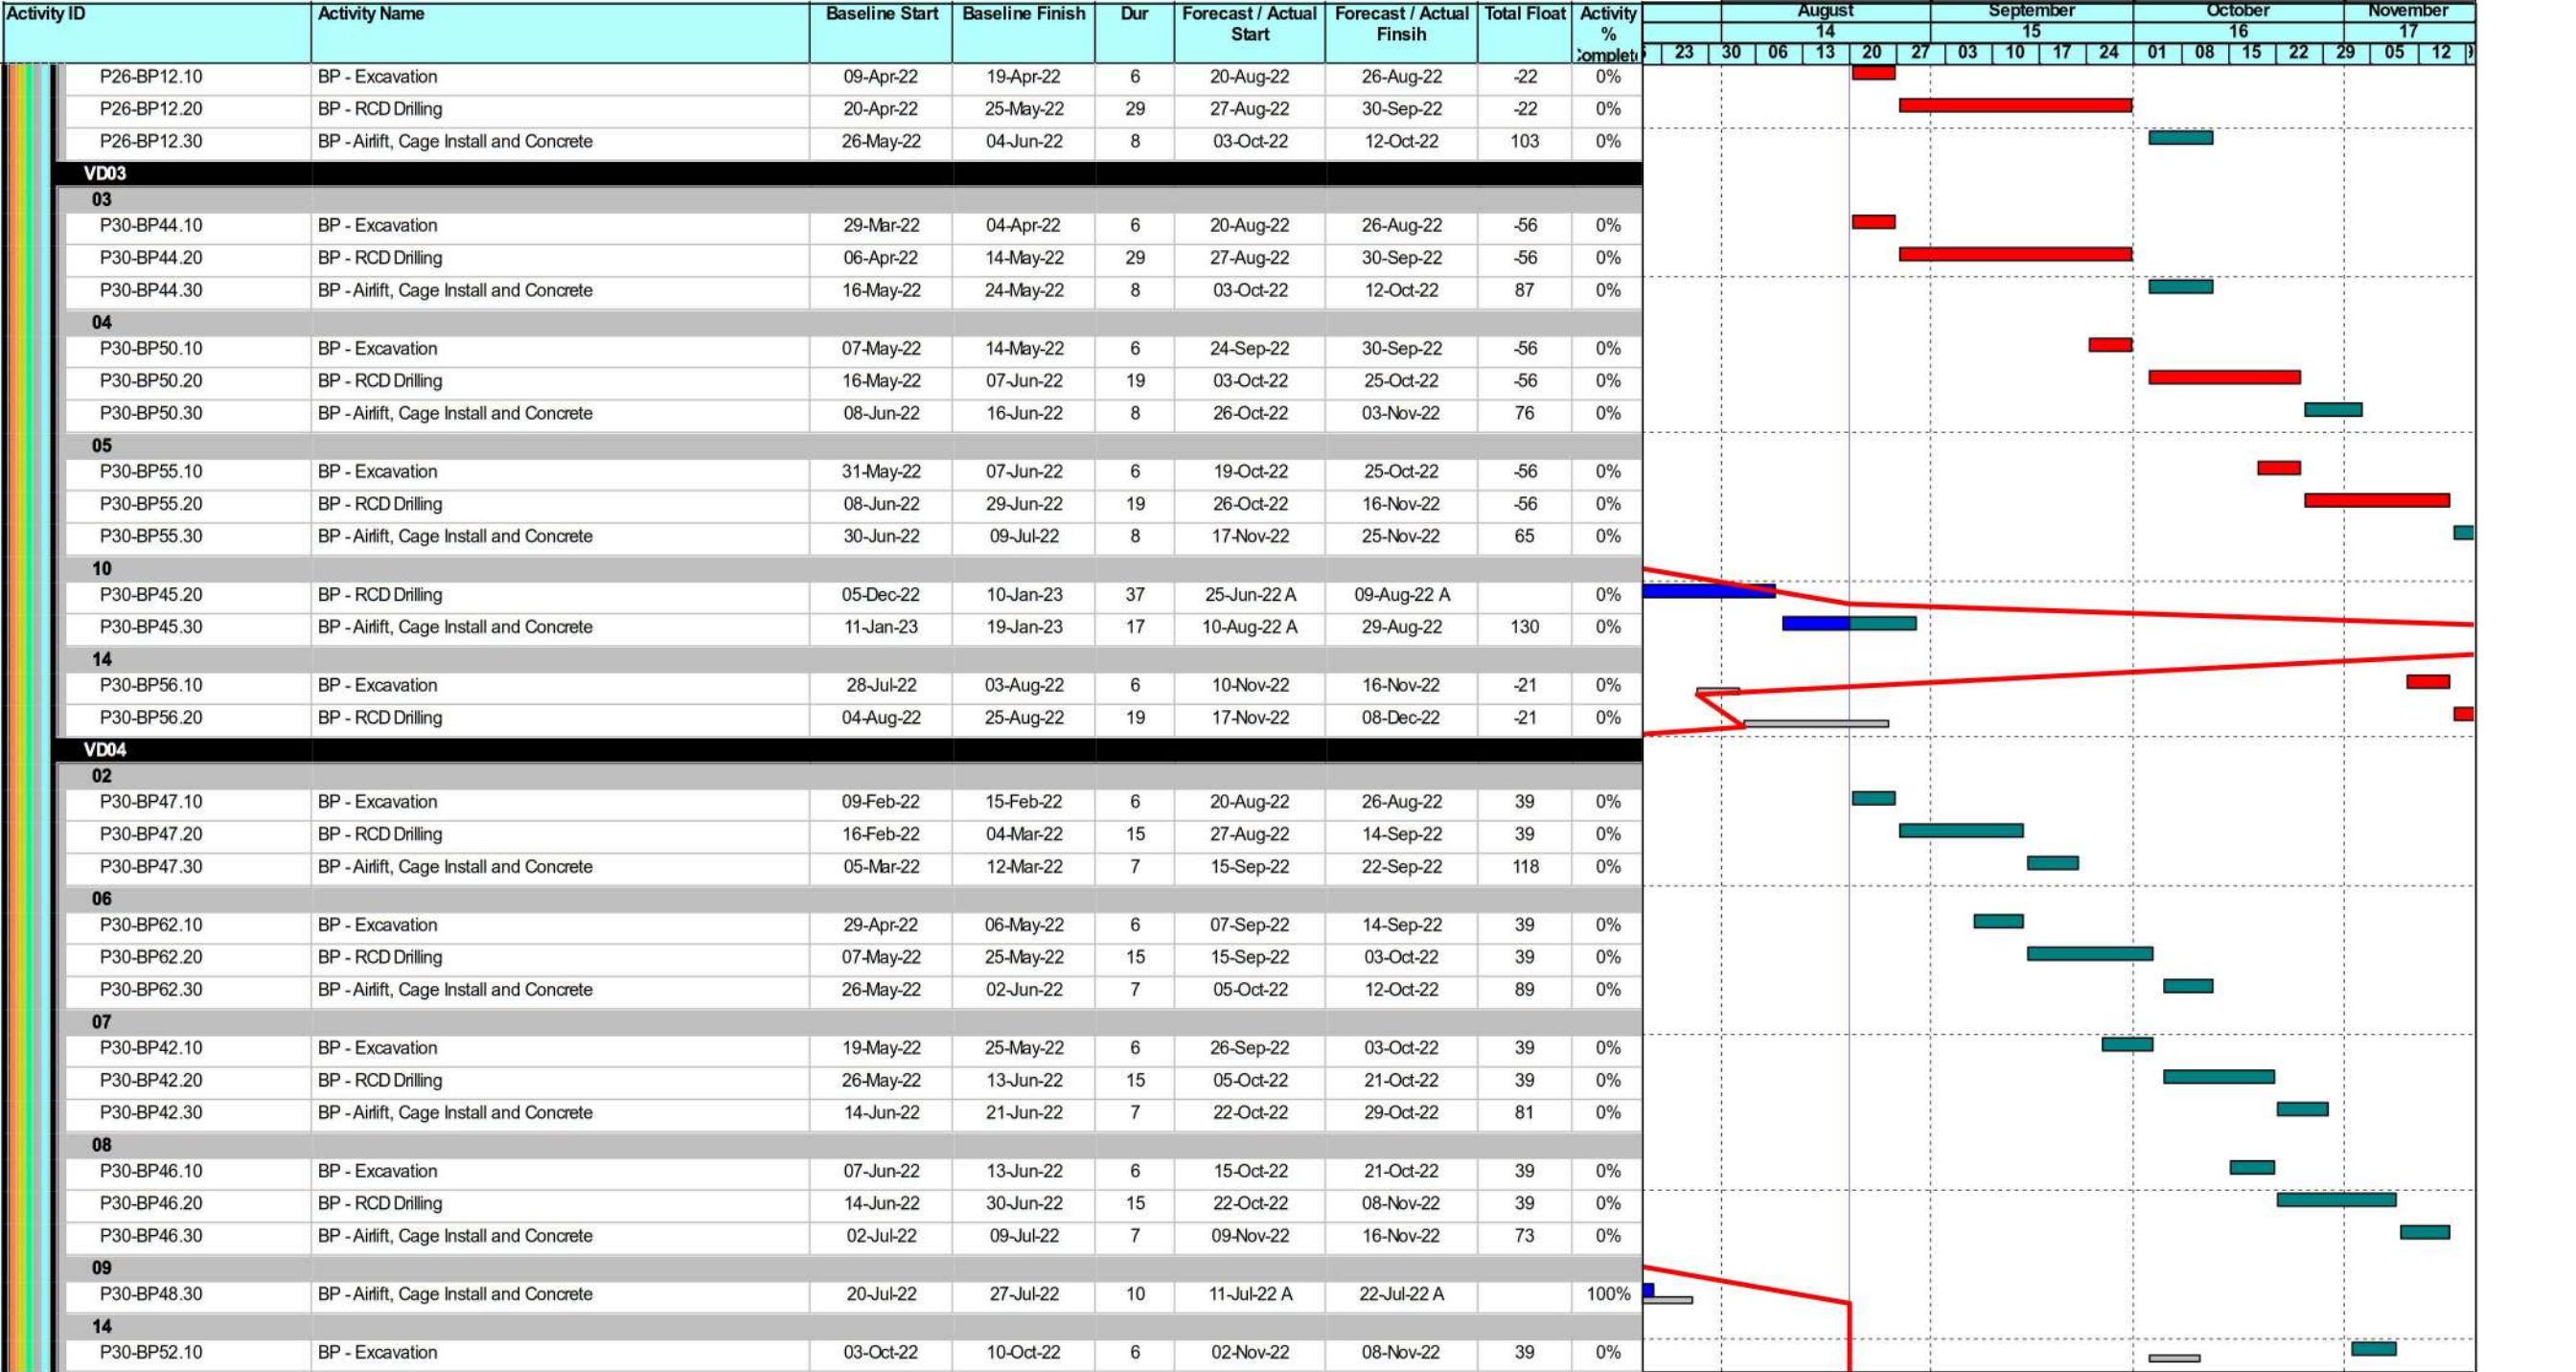 Activity ID Activity Name Baseline Start Baseline Finish Dur Forecast / Actual Start Forecast / Actual Finsih Total Float Activity % August September October November
14 15 16 17
23 30 06 13 20 27 03 10 17 24 01 08 15 22 29 05 12
P26-BP12.10 BP - Excavation 09-Apr-22 19-Apr-22 6 20-Aug-22 26-Aug-22 -22 0%
P26-BP12.20 BP - RCD Drilling 20-Apr-22 25-May-22 29 27-Aug-22 30-Sep-22 -22 0%
P26-BP12.30 BP - Airlift, Cage Install and Concrete 26-May-22 04-Jun-22 8 03-Oct-22 12-Oct-22 103 0%
VD03
03
P30-BP44.10 BP - Excavation 29-Mar-22 04-Apr-22 6 20-Aug-22 26-Aug-22 -56 0%
P30-BP44.20 BP - RCD Drilling 06-Apr-22 14-May-22 29 27-Aug-22 30-Sep-22 -56 0%
P30-BP44.30 BP - Airlift, Cage Install and Concrete 16-May-22 24-May-22 8 03-Oct-22 12-Oct-22 87 0%
04
P30-BP50.10 BP - Excavation 07-May-22 14-May-22 6 24-Sep-22 30-Sep-22 -56 0%
P30-BP50.20 BP - RCD Drilling 16-May-22 07-Jun-22 19 03-Oct-22 25-Oct-22 -56 0%
P30-BP50.30 BP - Airlift, Cage Install and Concrete 08-Jun-22 16-Jun-22 8 26-Oct-22 03-Nov-22 76 0%
05
P30-BP55.10 BP - Excavation 31-May-22 07-Jun-22 6 19-Oct-22 25-Oct-22 -56 0%
P30-BP55.20 BP - RCD Drilling 08-Jun-22 29-Jun-22 19 26-Oct-22 16-Nov-22 -56 0%
P30-BP55.30 BP - Airlift, Cage Install and Concrete 30-Jun-22 09-Jul-22 8 17-Nov-22 25-Nov-22 65 0%
10
P30-BP45.20 BP - RCD Drilling 05-Dec-22 10-Jan-23 37 25-Jun-22 A 09-Aug-22 A 0%
P30-BP45.30 BP - Airlift, Cage Install and Concrete 11-Jan-23 19-Jan-23 17 10-Aug-22 A 29-Aug-22 130 0%
14
P30-BP56.10 BP - Excavation 28-Jul-22 03-Aug-22 6 10-Nov-22 16-Nov-22 -21 0%
P30-BP56.20 BP - RCD Drilling 04-Aug-22 25-Aug-22 19 17-Nov-22 08-Dec-22 -21 0%
VD04
02
P30-BP47.10 BP - Excavation 09-Feb-22 15-Feb-22 6 20-Aug-22 26-Aug-22 39 0%
P30-BP47.20 BP - RCD Drilling 16-Feb-22 04-Mar-22 15 27-Aug-22 14-Sep-22 39 0%
P30-BP47.30 BP - Airlift, Cage Install and Concrete 05-Mar-22 12-Mar-22 7 15-Sep-22 22-Sep-22 118 0%
06
P30-BP62.10 BP - Excavation 29-Apr-22 06-May-22 6 07-Sep-22 14-Sep-22 39 0%
P30-BP62.20 BP - RCD Drilling 07-May-22 25-May-22 15 15-Sep-22 03-Oct-22 39 0%
P30-BP62.30 BP - Airlift, Cage Install and Concrete 26-May-22 02-Jun-22 7 05-Oct-22 12-Oct-22 89 0%
07
P30-BP42.10 BP - Excavation 19-May-22 25-May-22 6 26-Sep-22 03-Oct-22 39 0%
P30-BP42.20 BP - RCD Drilling 26-May-22 13-Jun-22 15 05-Oct-22 21-Oct-22 39 0%
P30-BP42.30 BP - Airlift, Cage Install and Concrete 14-Jun-22 21-Jun-22 7 22-Oct-22 29-Oct-22 81 0%
08
P30-BP46.10 BP - Excavation 07-Jun-22 13-Jun-22 6 15-Oct-22 21-Oct-22 39 0%
P30-BP46.20 BP - RCD Drilling 14-Jun-22 30-Jun-22 15 22-Oct-22 08-Nov-22 39 0%
P30-BP46.30 BP - Airlift, Cage Install and Concrete 02-Jul-22 09-Jul-22 7 09-Nov-22 16-Nov-22 73 0%
09
P30-BP48.30 BP - Airlift, Cage Install and Concrete 20-Jul-22 27-Jul-22 10 11-Jul-22 A 22-Jul-22 A 100%
14
P30-BP52.10 BP - Excavation 03-Oct-22 10-Oct-22 6 02-Nov-22 08-Nov-22 39 0%